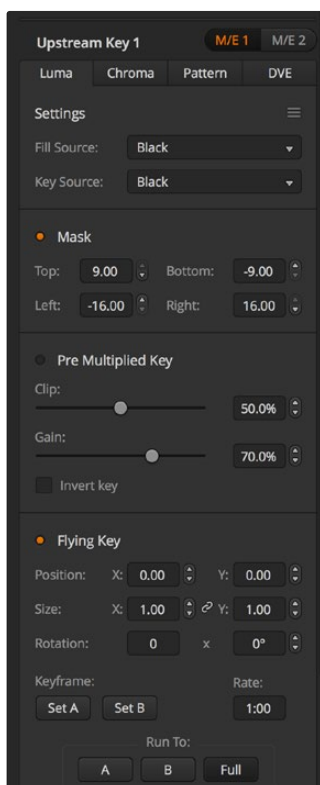 Upstream Key 1 M/E 1 M/E 2
Luma Chroma Pattern DVE
Settings
Fill Source: Black
Key Source: Black
Mask
Top: 9.00 Bottom: -9.00
Left: -16.00 Right: 16.00
Pre Multiplied Key
Clip:
50.0%
Gain:
70.0%
Invert key
Flying Key
Position: X: 0.00 Y: 0.00
Size: X: 1.00 Y: 1.00
Rotation: 0 x 0°
Keyframe: Rate:
Set A Set B 1:00
Run To:
A B Full